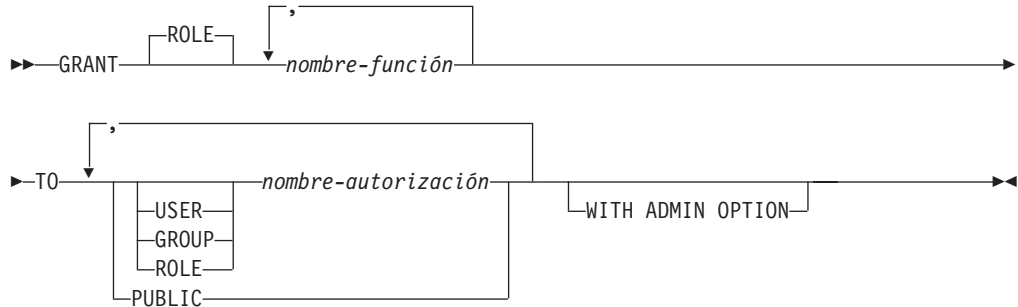 ,
ROLE
GRANT nombre-función
,
TO nombre-autorización
USER WITH ADMIN OPTION
GROUP
ROLE
PUBLIC